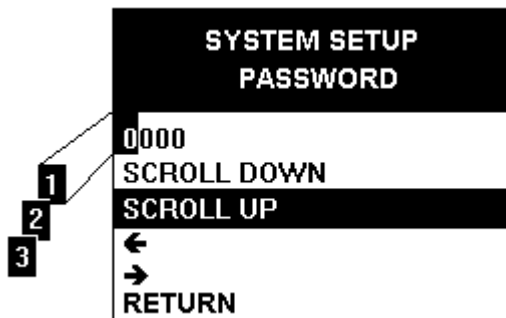 SYSTEM SETUP
PASSWORD
0000
1
SCROLL DOWN
2
SCROLL UP
3
←
→
RETURN